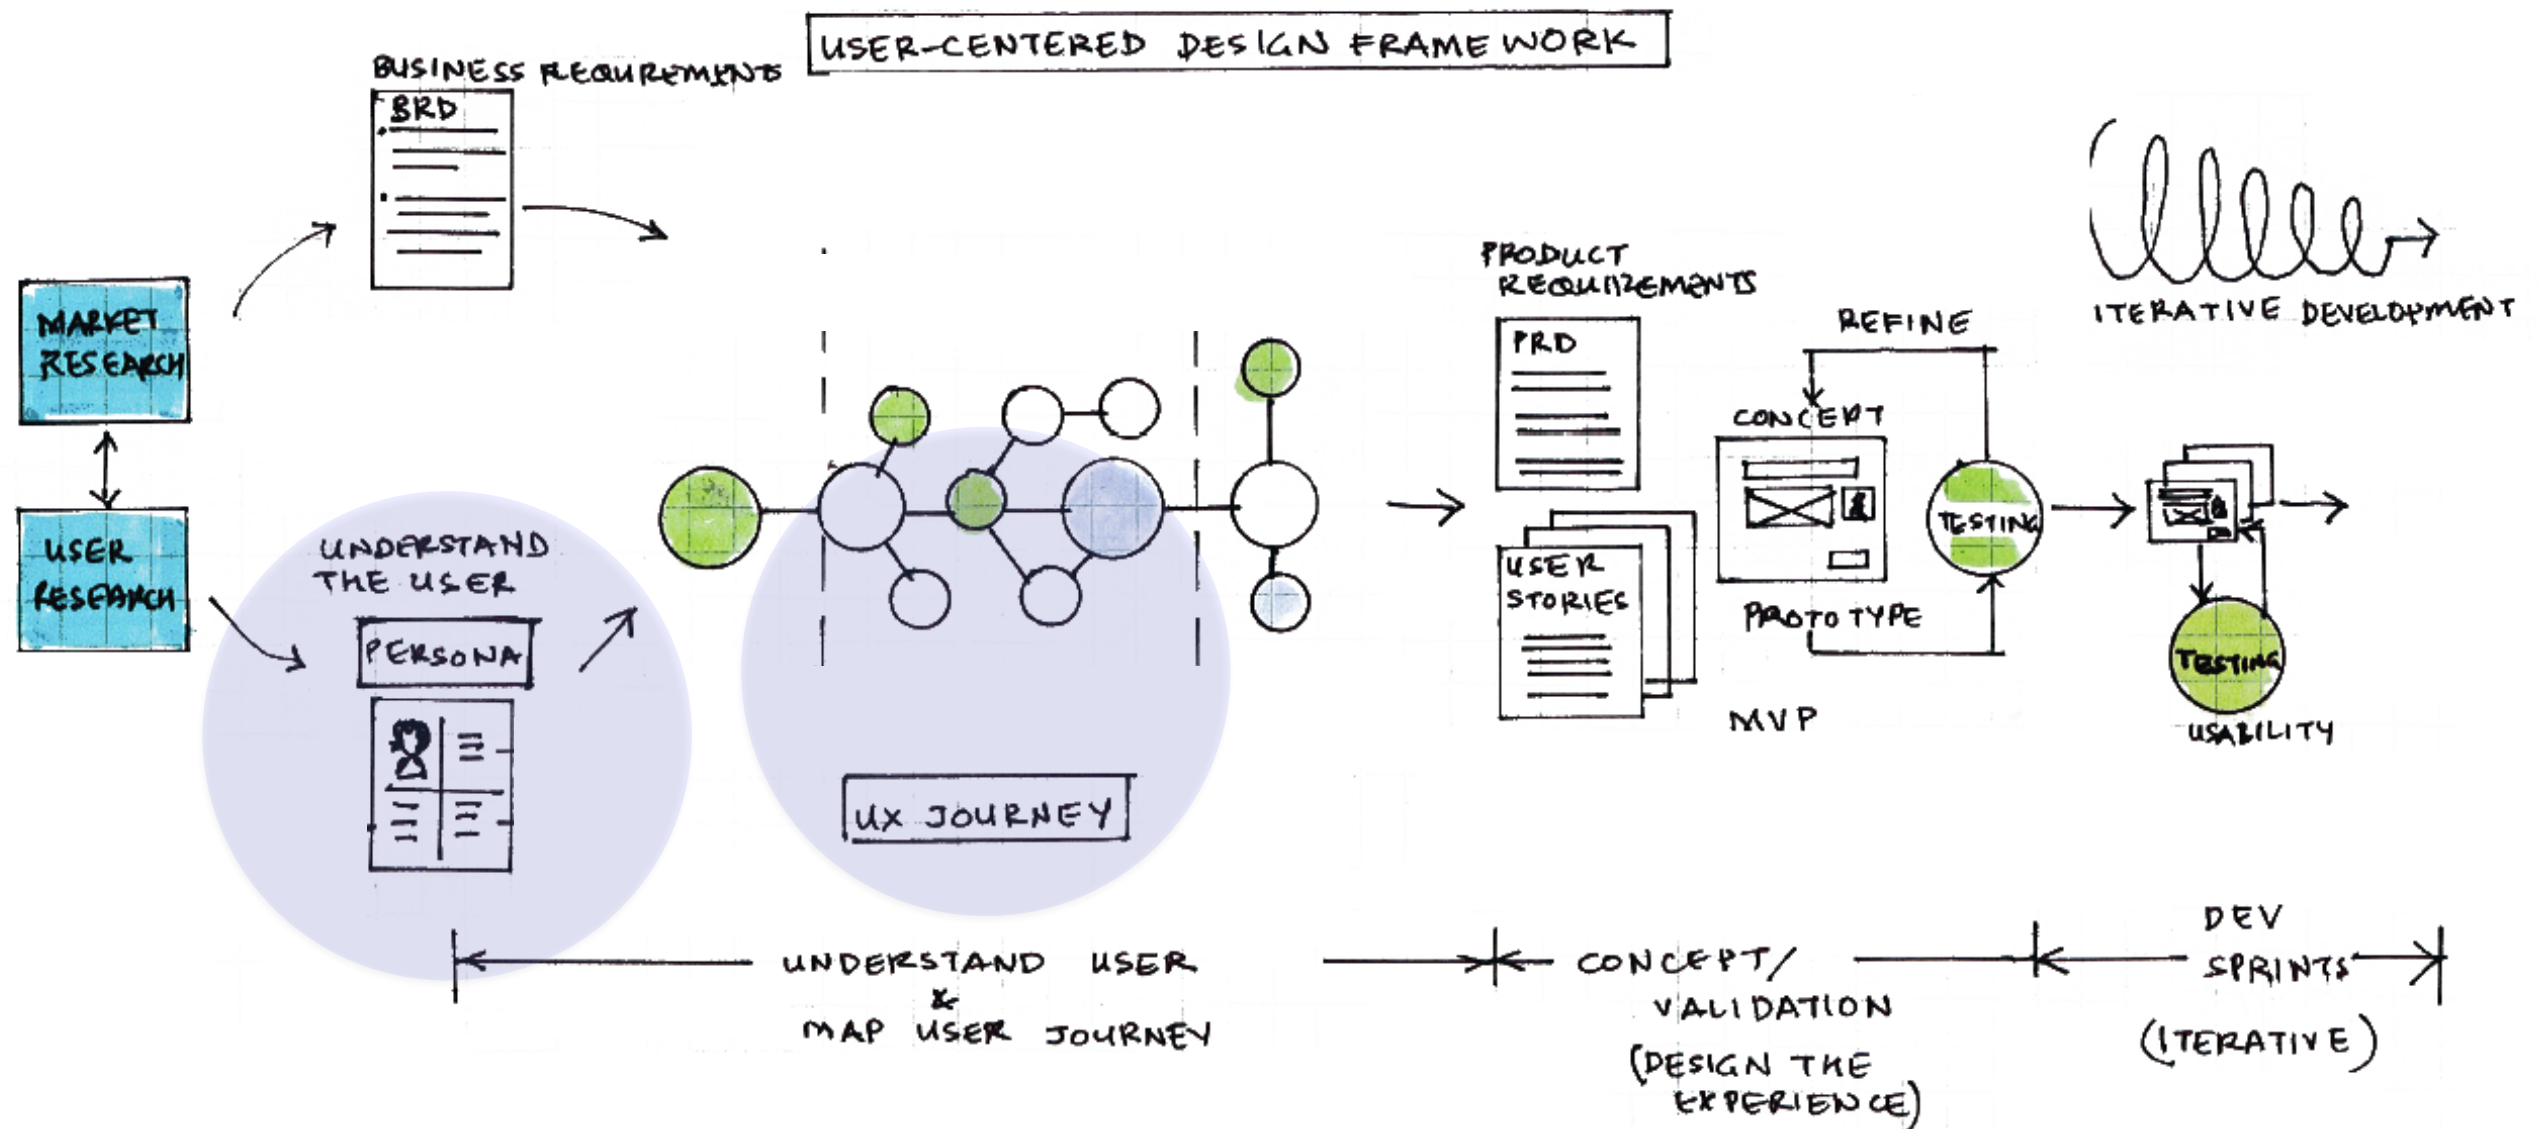 USER-CENTERED DESIGN FRAMEWORK
BUSINESS REQUREMENTS
BRD
MARKET
RESEARCH
USER
RESEARCH
UNDERSTAND
THE USER
PERSONA
UX JOURNEY
PRODUCT
REQUIREMENTS
PRD
USER
STORIES
REFINE
CONCEPT
TESTING
PROTOTYPE
MVP
ITERATIVE DEVELOPMENT
TESTING
USABILITY
UNDERSTAND USER
&
MAP USER JOURNEY
CONCEPT/
VALIDATION
(DESIGN THE
EXPERIENCE)
DEV
SPRINTS
(ITERATIVE)